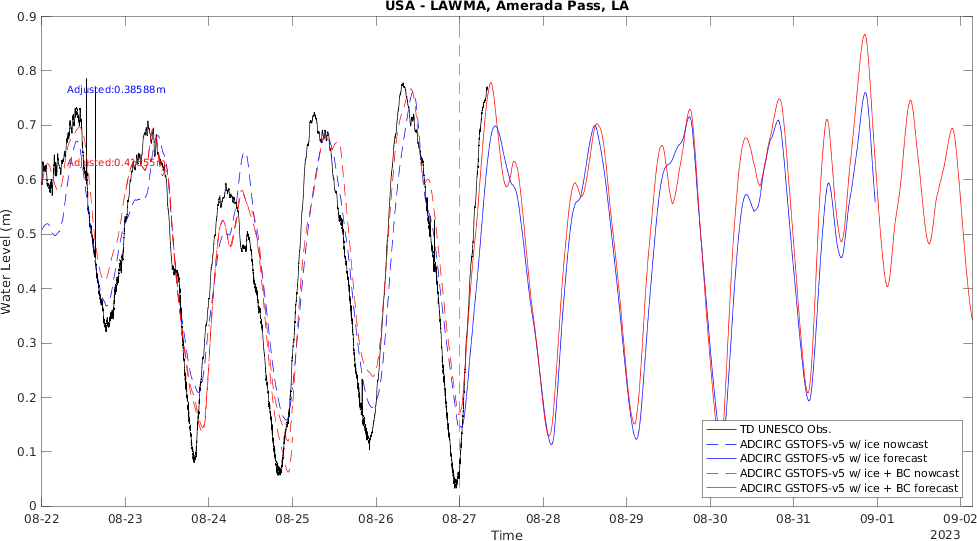 USA - LAWMA, Amerada Pass, LA
0.9
0.8
0.7
0.6
0.5
0.4
0.3
0.2
0.1
0
Water Level (m)
Adjusted:0.38588m
08-22
08-23
08-24
08-25
08-26
08-27
08-28
08-29
08-30
08-31
09-01
09-02
2023
Time
TD UNESCO Obs.
ADCIRC GSTOFS-v5 w/ ice nowcast
ADCIRC GSTOFS-v5 w/ ice forecast
ADCIRC GSTOFS-v5 w/ ice + BC nowcast
ADCIRC GSTOFS-v5 w/ ice + BC forecast